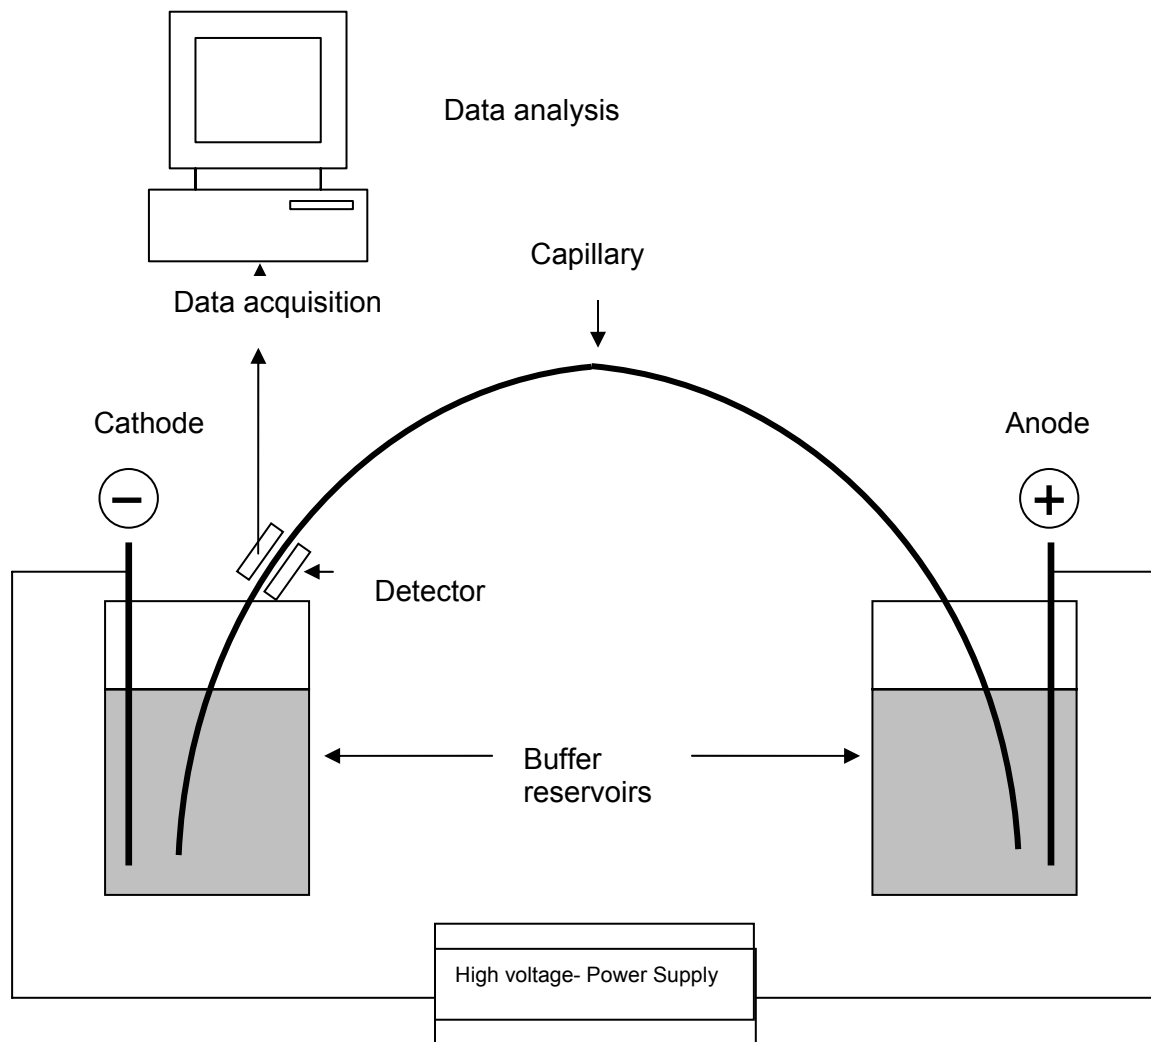 Data analysis
Capillary
Data acquisition
Cathode
Anode
−
+
Detector
Buffer
reservoirs
High voltage- Power Supply